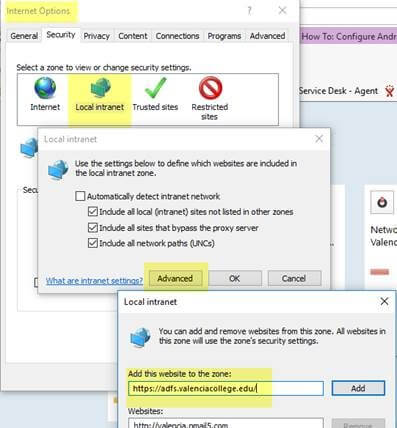 Internet Options
General Security Privacy Content Connections Programs Advanced
How To: Configure Andr
Select a zone to view or change security settings.
Internet Local intranet Trusted sites Restricted sites
Service Desk - Agent
Local intranet
Use the settings below to define which websites are included in
the local intranet zone.
Automatically detect intranet network
Include all local (intranet) sites not listed in other zones
Include all sites that bypass the proxy server
Include all network paths (UNCs)
What are intranet settings?
Advanced OK Cancel
Netwo
Valenci
Local intranet
You can add and remove websites from this zone. All websites in
this zone will use the zone's security settings.
Add this website to the zone:
https://adfs.valenciacollege.edu/
Add
Websites:
http://valencia.nmail5.com
Remove